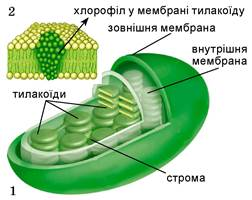 2
хлорофіл у мембрані тилакоїду
зовнішня мембрана
внутрішня
мембрана
тилакоїди
строма
1